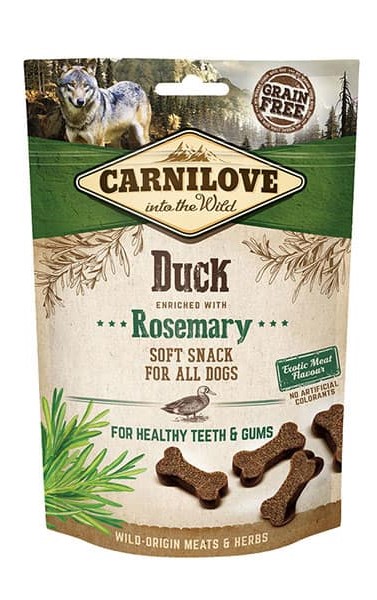 GRAIN
FREE
CARNILOVE
into the Wild
Duck
ENRICHED WITH
Rosemary
SOFT SNACK
FOR ALL DOGS
Exotic Meat
Flavour
NO ARTIFICIAL
COLORANTS
FOR HEALTHY TEETH & GUMS
WILD-ORIGIN MEATS & HERBS